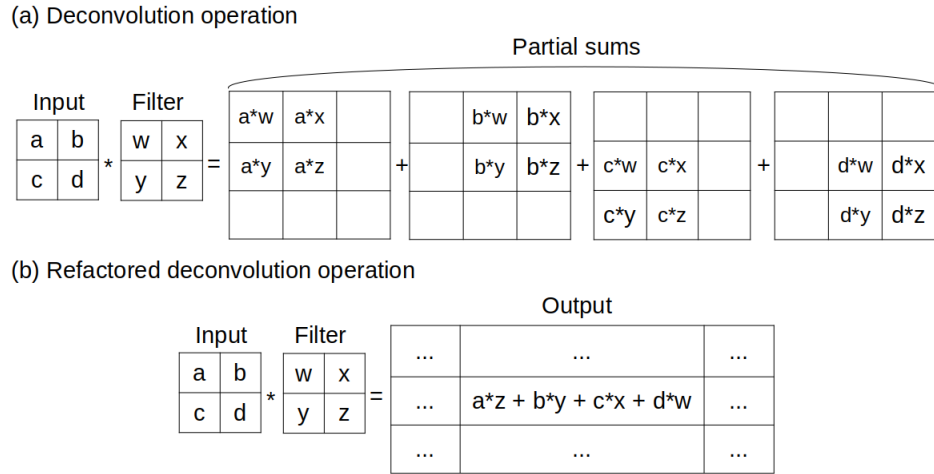 (a) Deconvolution operation
Partial sums
Input Filter
a b w x
c d * y z =
a*w a*x
a*y a*z
+
b*w b*x
b*y b*z
+
c*w c*x
c*y c*z
+
d*w d*x
d*y d*z
(b) Refactored deconvolution operation
Output
Input Filter
a b w x
c d * y z =
... ... ...
... a*z + b*y + c*x + d*w ...
... ... ...